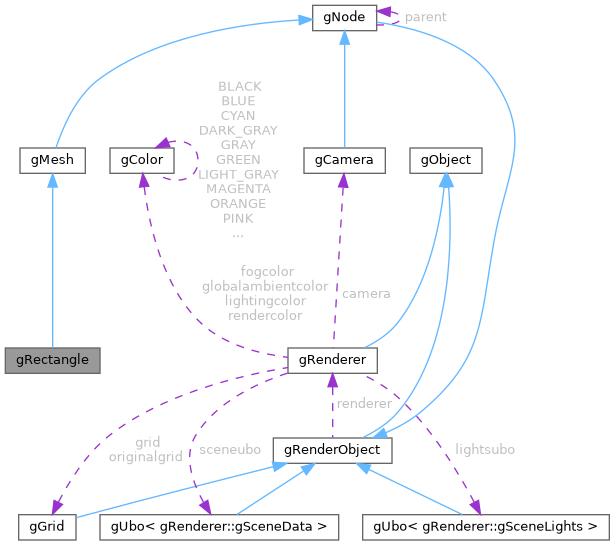 gNode
parent
BLACK
BLUE
CYAN
DARK_GRAY
GRAY
GREEN
LIGHT_GRAY
MAGENTA
ORANGE
PINK
...
gMesh
gColor
gCamera
gObject
fogcolor
globalambientcolor
lightingcolor
rendercolor
camera
gRectangle
gRenderer
renderer
grid
originalgrid
sceneubo
gRenderObject
lightsubo
gGrid
gUbo< gRenderer::gSceneData >
gUbo< gRenderer::gSceneLights >